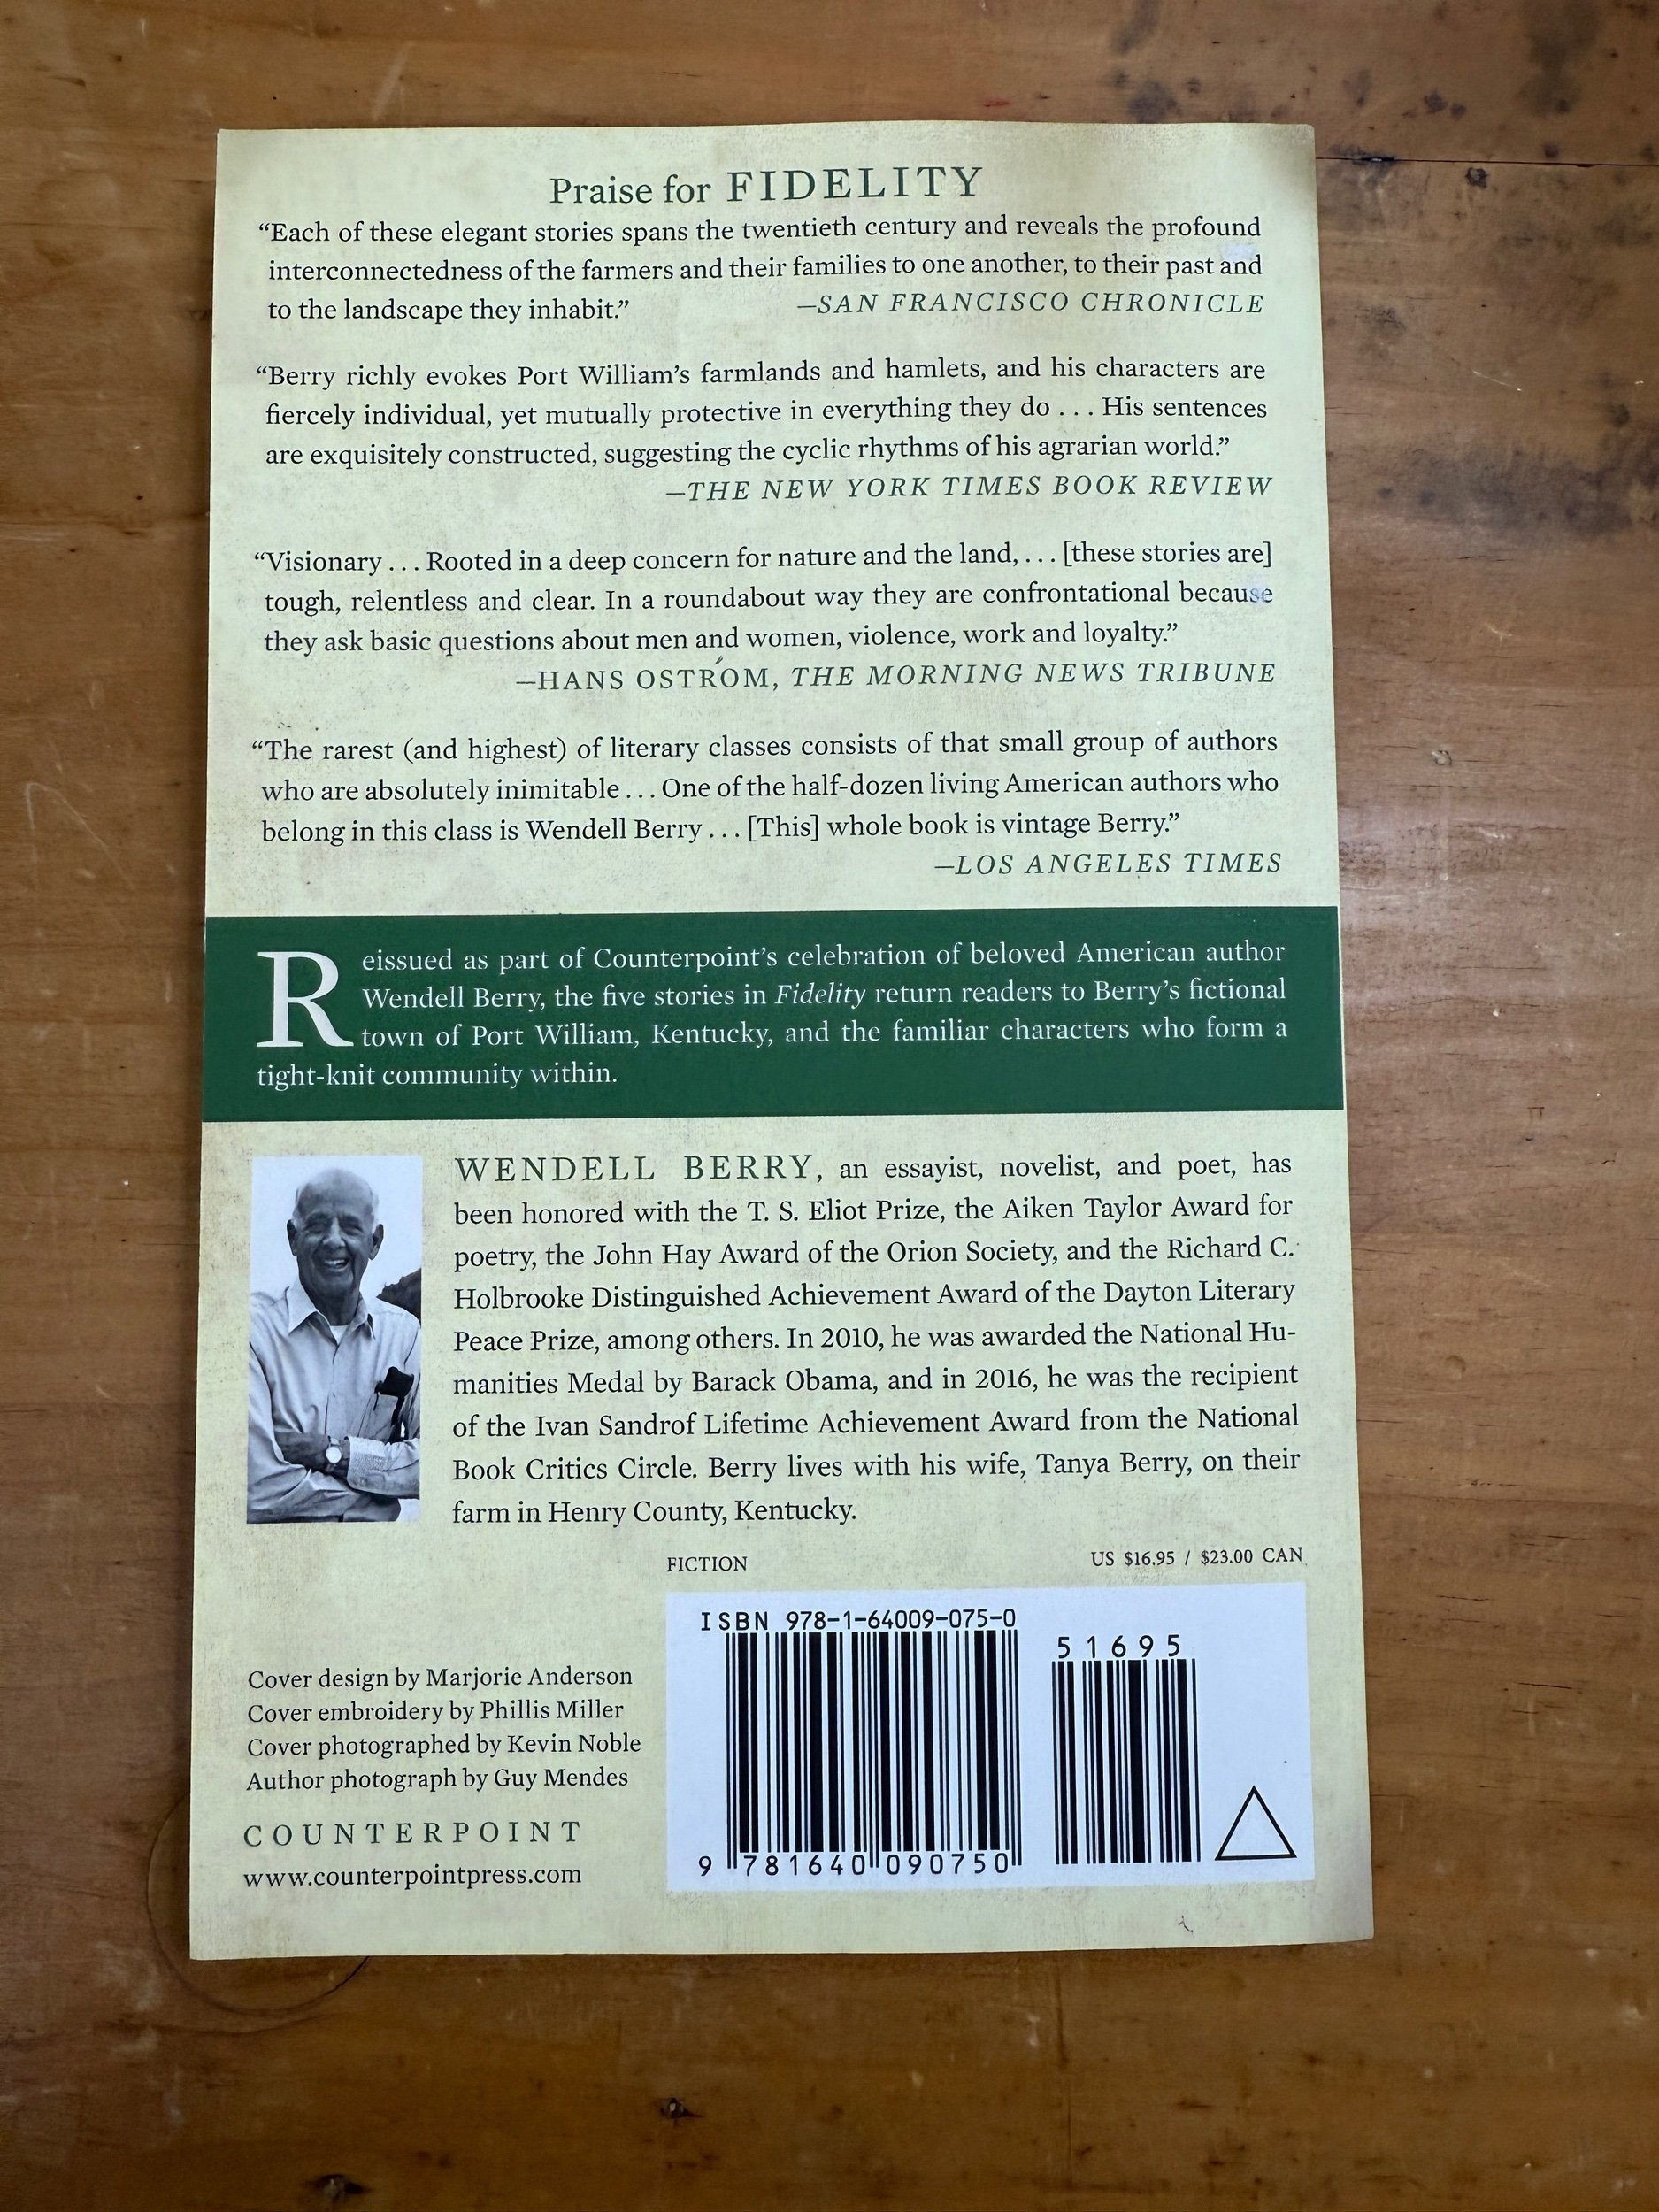 Praise for FIDELITY
“Each of these elegant stories spans the twentieth century and reveals the profound
interconnectedness of the farmers and their families to one another, to their past and
to the landscape they inhabit.” —SAN FRANCISCO CHRONICLE
“Berry richly evokes Port William’s farmlands and hamlets, and his characters are
fiercely individual, yet mutually protective in everything they do . . . His sentences
are exquisitely constructed, suggesting the cyclic rhythms of his agrarian world.”
—THE NEW YORK TIMES BOOK REVIEW
“Visionary . . . Rooted in a deep concern for nature and the land, . . . [these stories are]
tough, relentless and clear. In a roundabout way they are confrontational because
they ask basic questions about men and women, violence, work and loyalty.”
—HANS OSTROM, THE MORNING NEWS TRIBUNE
“The rarest (and highest) of literary classes consists of that small group of authors
who are absolutely inimitable . . . One of the half-dozen living American authors who
belong in this class is Wendell Berry . . . [This] whole book is vintage Berry.”
—LOS ANGELES TIMES
Reissued as part of Counterpoint’s celebration of beloved American author
Wendell Berry, the five stories in Fidelity return readers to Berry’s fictional
town of Port William, Kentucky, and the familiar characters who form a
tight-knit community within.
WENDELL BERRY, an essayist, novelist, and poet, has
been honored with the T. S. Eliot Prize, the Aiken Taylor Award for
poetry, the John Hay Award of the Orion Society, and the Richard C.
Holbrooke Distinguished Achievement Award of the Dayton Literary
Peace Prize, among others. In 2010, he was awarded the National Hu-
manities Medal by Barack Obama, and in 2016, he was the recipient
of the Ivan Sandrof Lifetime Achievement Award from the National
Book Critics Circle. Berry lives with his wife, Tanya Berry, on their
farm in Henry County, Kentucky.
FICTION
US $16.95 / $23.00 CAN
ISBN 978-1-64009-075-0
51695
9 781640 090750
Cover design by Marjorie Anderson
Cover embroidery by Phillis Miller
Cover photographed by Kevin Noble
Author photograph by Guy Mendes
COUNTERPOINT
www.counterpointpress.com